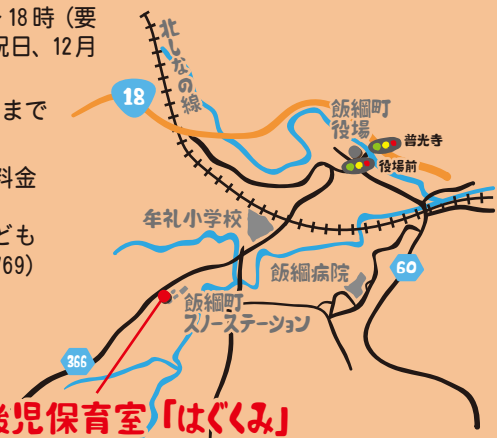 18時（要
祝日、12月
まで
料金
ども
769）
北しなの線
18
飯綱町
役場
普光寺
役場前
牟礼小学校
飯綱病院
60
飯綱町
スノーステーション
366
後児保育室「はぐくみ」